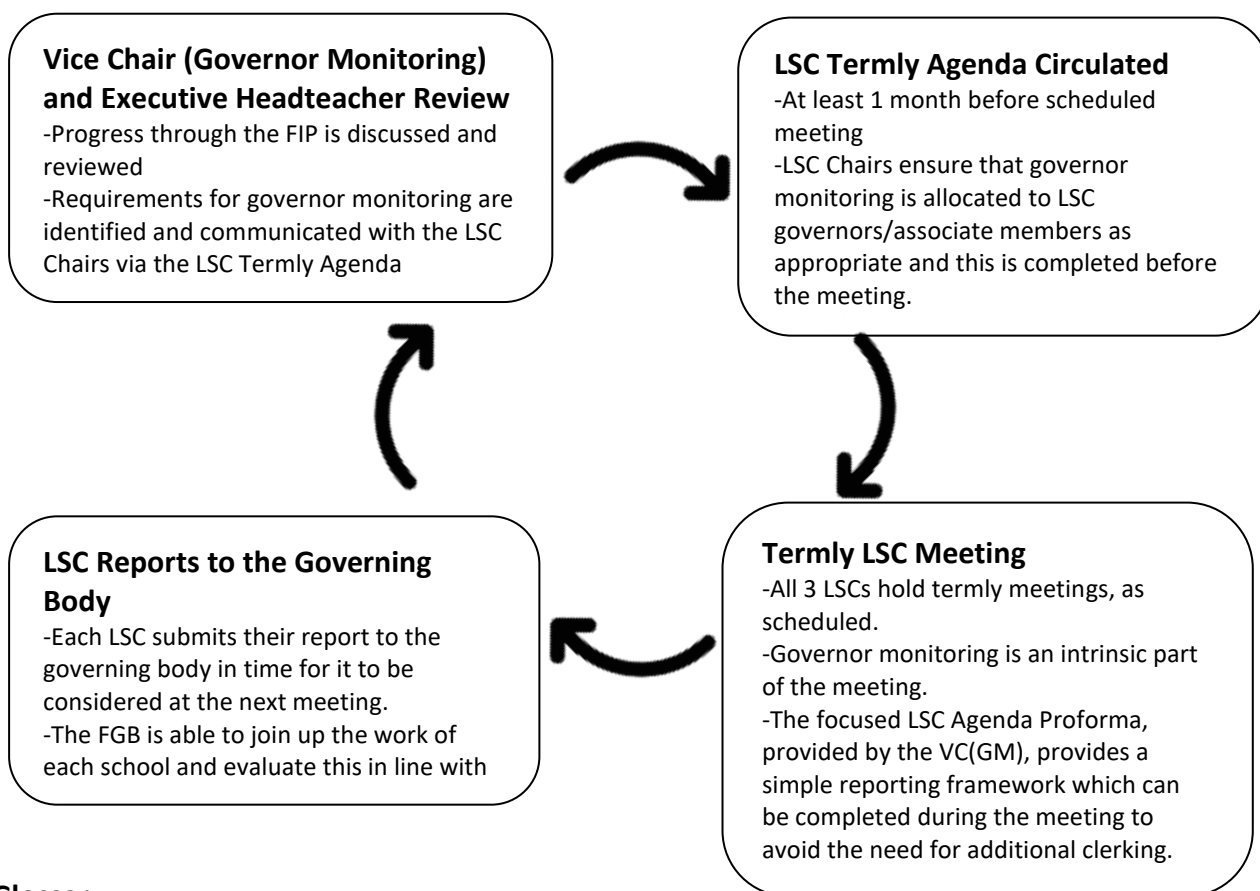 Vice Chair (Governor Monitoring)
and Executive Headteacher Review
-Progress through the FIP is discussed and
reviewed
-Requirements for governor monitoring are
identified and communicated with the LSC
Chairs via the LSC Termly Agenda
LSC Termly Agenda Circulated
-At least 1 month before scheduled
meeting
-LSC Chairs ensure that governor
monitoring is allocated to LSC
governors/associate members as
appropriate and this is completed before
the meeting.
Termly LSC Meeting
-All 3 LSCs hold termly meetings, as
scheduled.
-Governor monitoring is an intrinsic part
of the meeting.
-The focused LSC Agenda Proforma,
provided by the VC(GM), provides a
simple reporting framework which can
be completed during the meeting to
avoid the need for additional clerking.
LSC Reports to the Governing
Body
-Each LSC submits their report to the
governing body in time for it to be
considered at the next meeting.
-The FGB is able to join up the work of
each school and evaluate this in line with